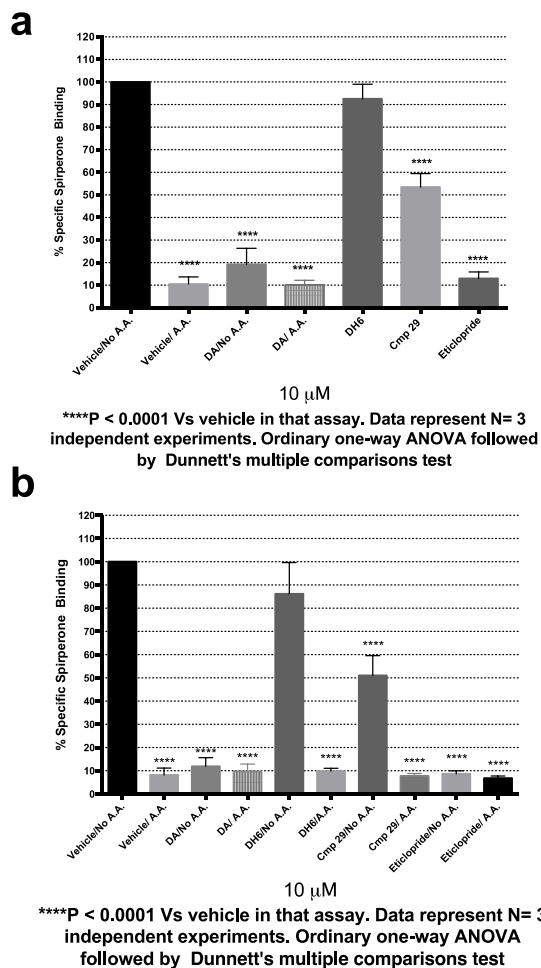 a
% Specific Spirperone Binding
120
110
100
90
80
70
60
50
40
30
20
10
0
****
****
****
****
****
Vehicle/No A.A.
Vehicle/ A.A.
DA/No A.A.
DA/ A.A.
DH6
Cmp 29
Eticlopride
10 μM
****P < 0.0001 Vs vehicle in that assay. Data represent N= 3
independent experiments. Ordinary one-way ANOVA followed
by Dunnett's multiple comparisons test
b
% Specific Spirperone Binding
120
110
100
90
80
70
60
50
40
30
20
10
0
****
****
****
****
****
****
****
****
Vehicle/No A.A.
Vehicle/ A.A.
DA/No A.A.
DA/ A.A.
DH6/No A.A.
DH6/A.A.
Cmp 29/No A.A.
Cmp 29/ A.A.
Eticlopride/No A.A.
Eticlopride/ A.A.
10 μM
****P < 0.0001 Vs vehicle in that assay. Data represent N= 3
independent experiments. Ordinary one-way ANOVA
followed by Dunnett's multiple comparisons test